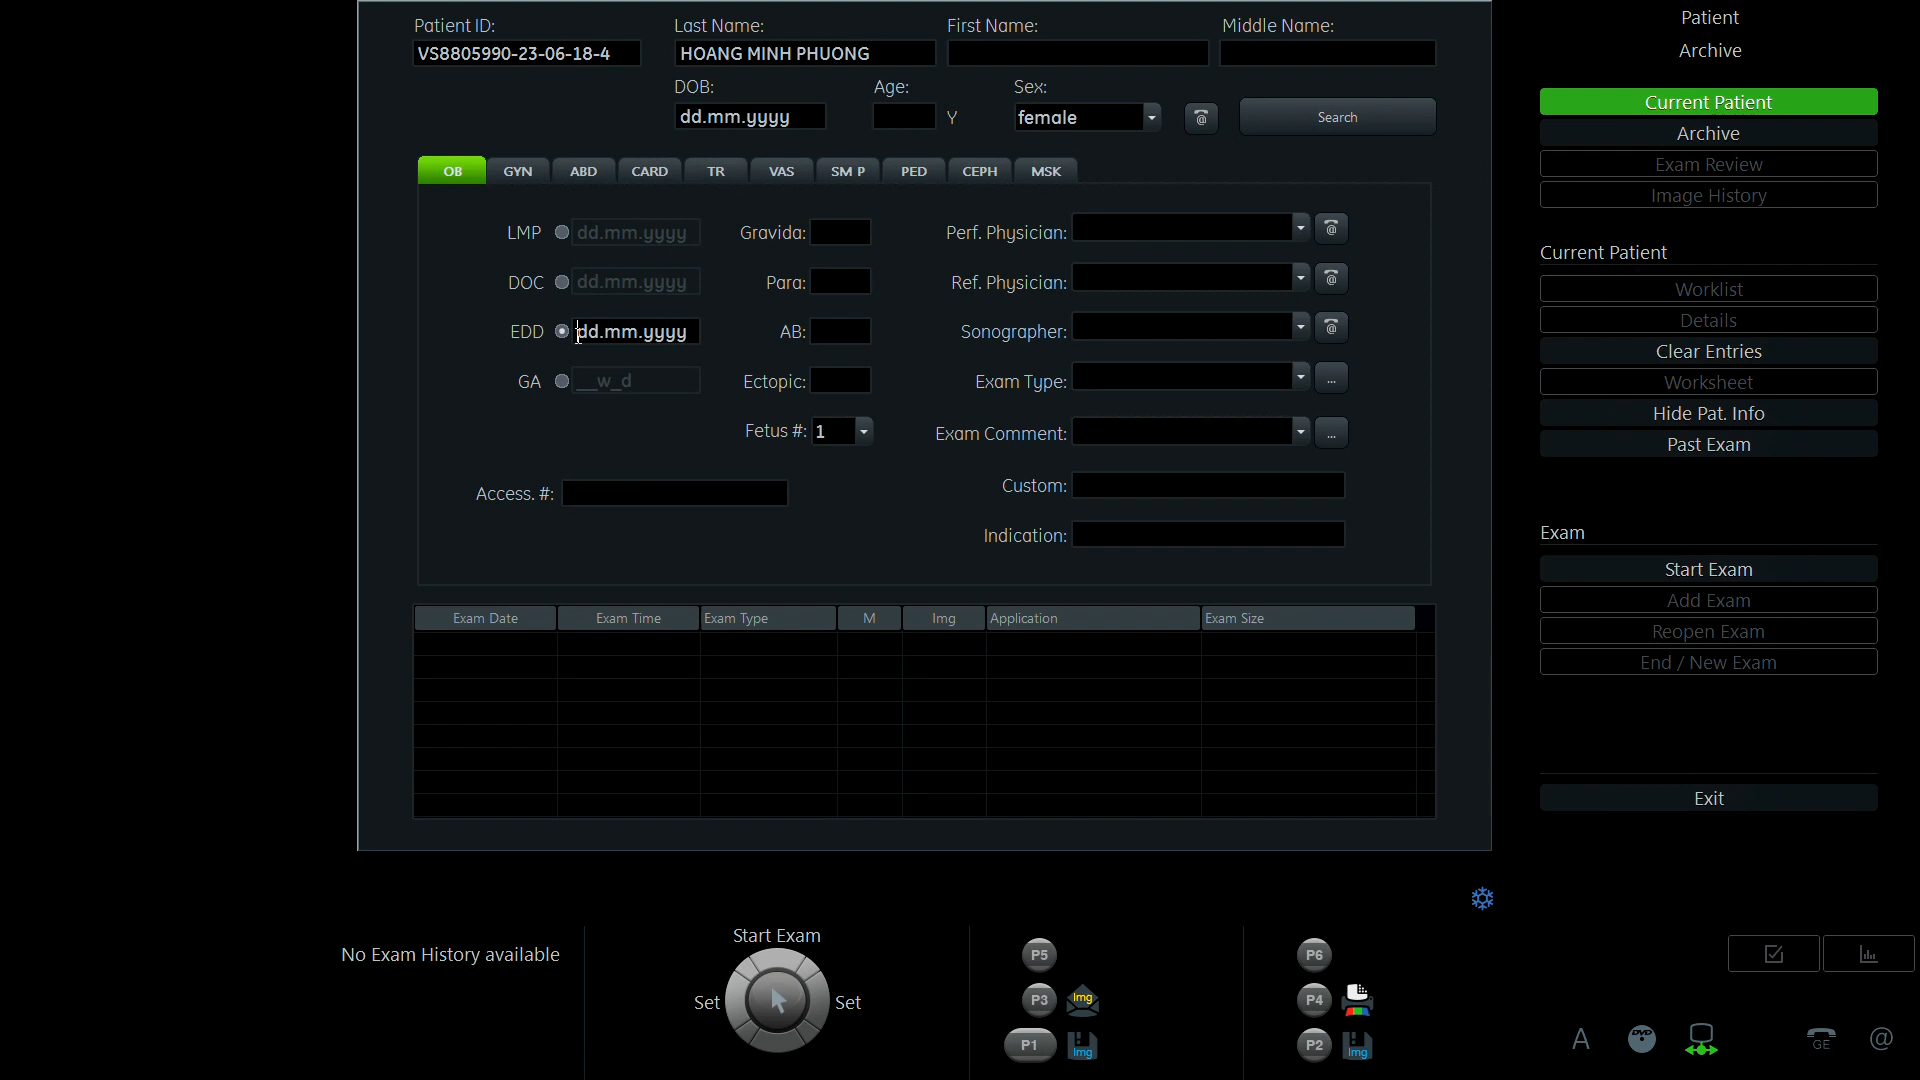 Patient ID: Last Name: First Name: Middle Name:
VS8805990-23-06-18-4 HOANG MINH PHUONG
DOB: Age: Sex:
dd.mm.yyyy Y female @ Search
OB GYN ABD CARD TR VAS SM P PED CEPH MSK
LMP dd.mm.yyyy Gravida: Perf. Physician: @
DOC dd.mm.yyyy Para: Ref. Physician: @
EDD dd.mm.yyyy AB: Sonographer: @
GA __w_d Ectopic: Exam Type: ...
Fetus #: 1 Exam Comment: ...
Access. #: Custom:
Indication:
Exam Date Exam Time Exam Type M Img Application Exam Size
Patient
Archive
Current Patient
Archive
Exam Review
Image History
Current Patient
Worklist
Details
Clear Entries
Worksheet
Hide Pat. Info
Past Exam
Exam
Start Exam
Add Exam
Reopen Exam
End / New Exam
Exit
No Exam History available
Start Exam
Set Set
P5
P3 Img
P1 Img
P6
P4
P2 Img
A DVD GE @